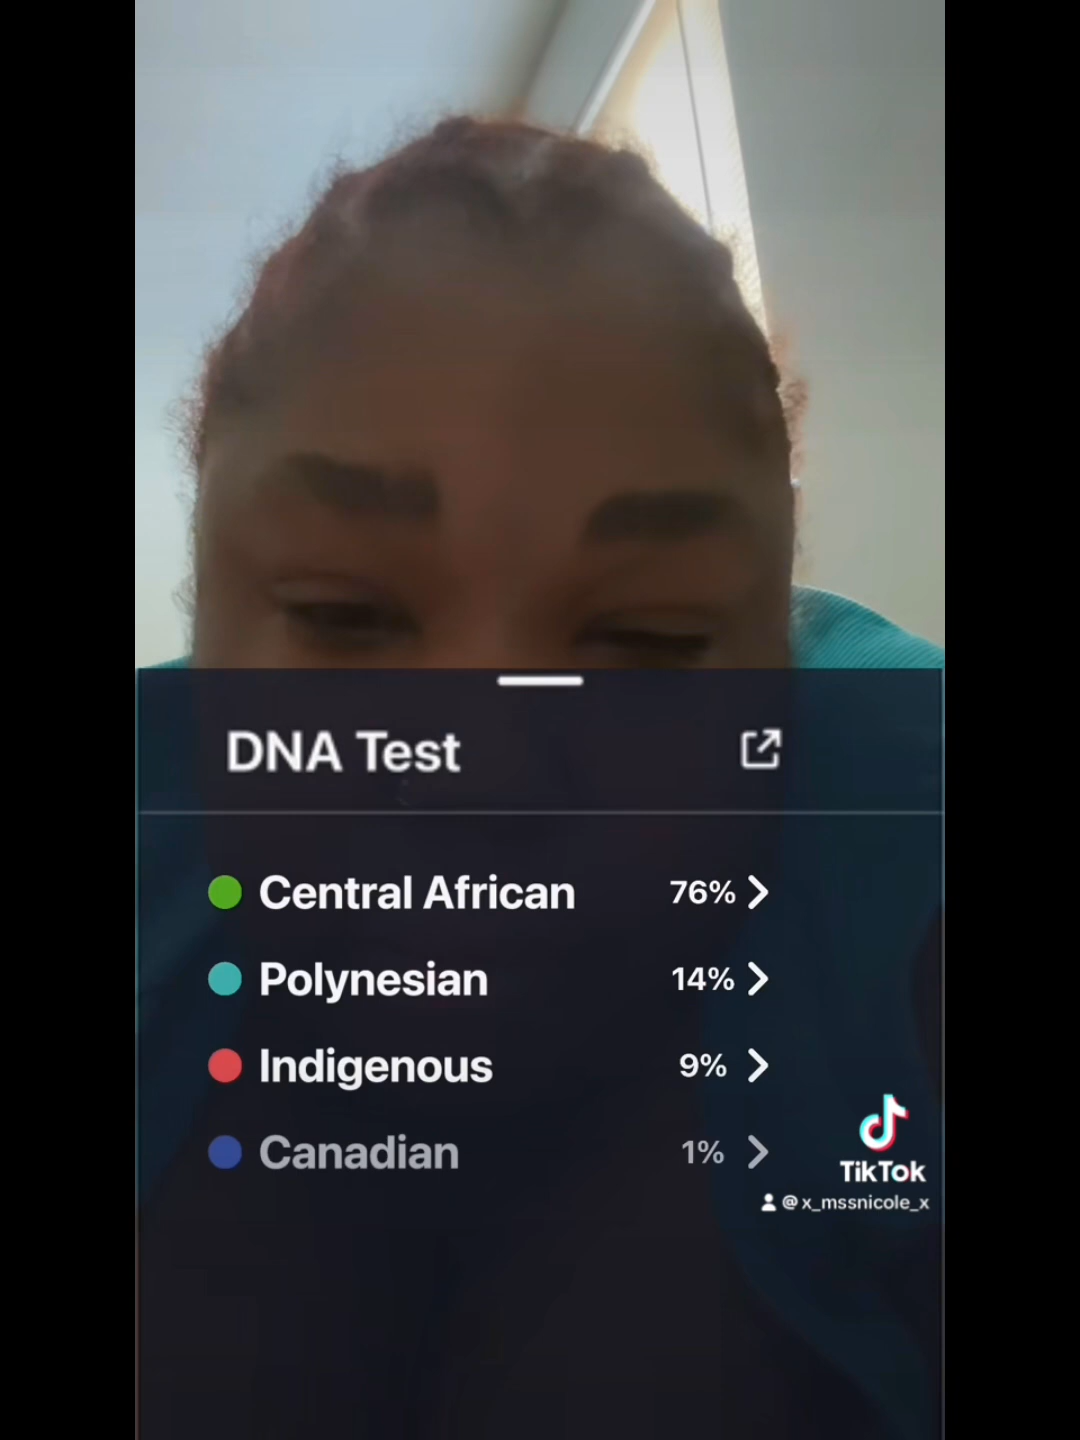 DNA Test
Central African 76%
Polynesian 14%
Indigenous 9%
Canadian 1%
TikTok
@x_mssnicole_x